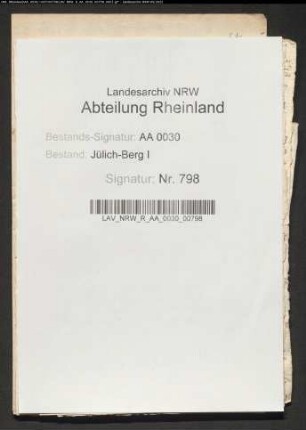 Landesarchiv NRW
Abteilung Rheinland
Bestands-Signatur: AA 0030
Bestand: Jülich-Berg I
Signatur: Nr. 798
LAV_NRW_R_AA_0030_00798